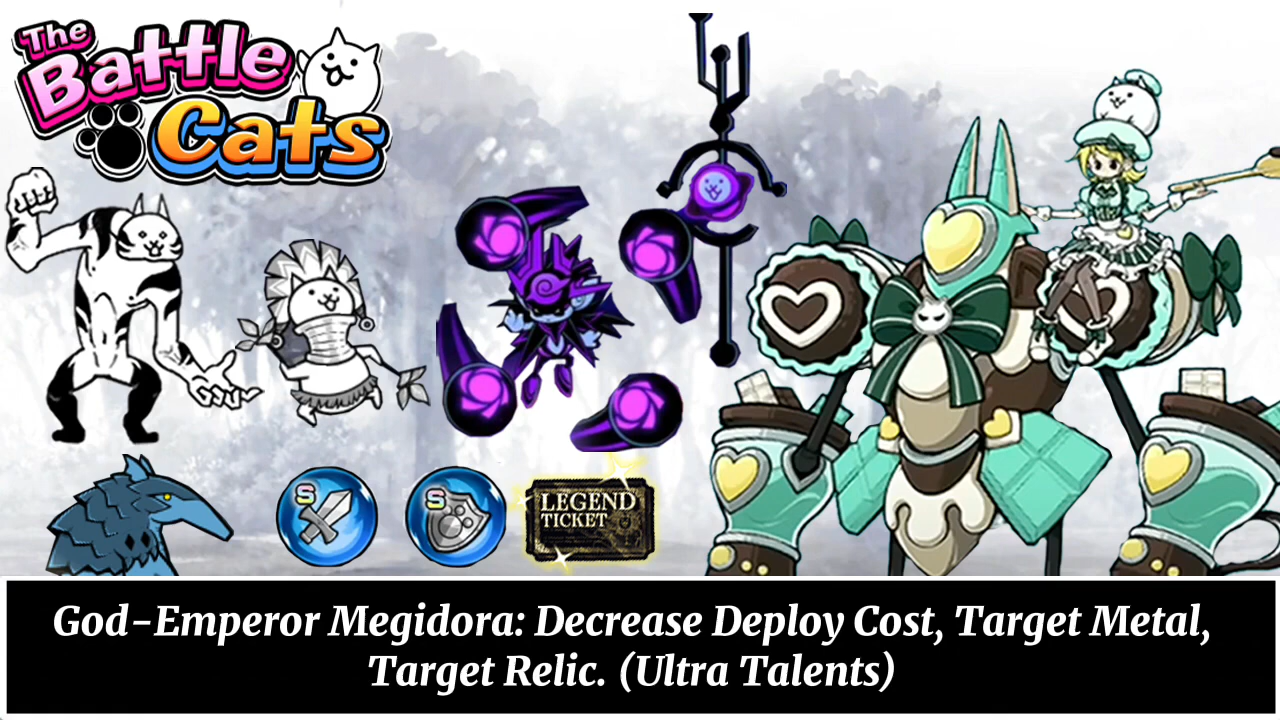 The
Battle
Cats
S
S
LEGEND
TICKET
God-Emperor Megidora: Decrease Deploy Cost, Target Metal,
Target Relic. (Ultra Talents)